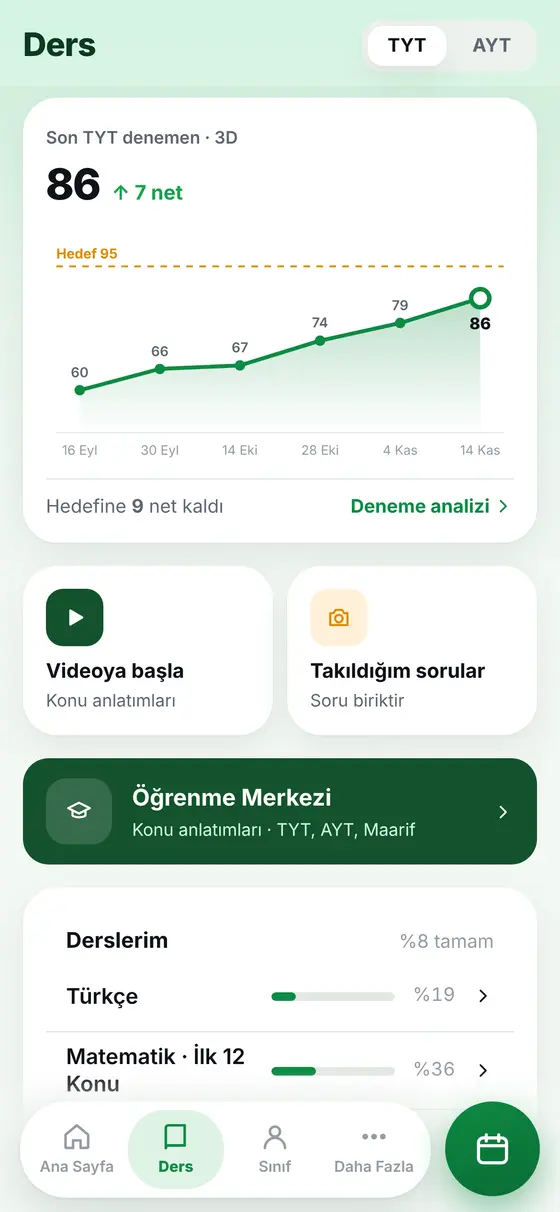 Ders
TYT
AYT
Son TYT denemen · 3D
86 ↑ 7 net
Hedef 95
60
66
67
74
79
86
16 Eyl
30 Eyl
14 Eki
28 Eki
4 Kas
14 Kas
Hedefine 9 net kaldı
Deneme analizi
Videoya başla
Konu anlatımları
Takıldığım sorular
Soru biriktir
Öğrenme Merkezi
Konu anlatımları · TYT, AYT, Maarif
Derslerim
%8 tamam
Türkçe
%19
Matematik · İlk 12
Konu
%36
Ana Sayfa
Ders
Sınıf
Daha Fazla